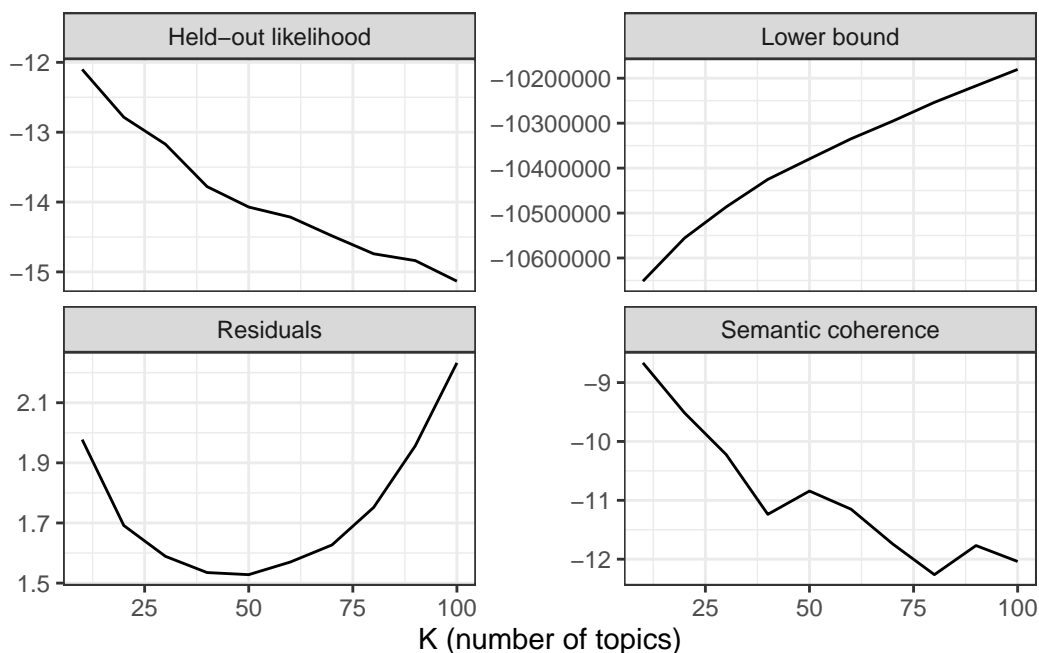 Held−out likelihood
−12
−13
−14
−15
Lower bound
−10200000
−10300000
−10400000
−10500000
−10600000
Residuals
2.1
1.9
1.7
1.5
25 50 75 100
Semantic coherence
−9
−10
−11
−12
25 50 75 100
K (number of topics)